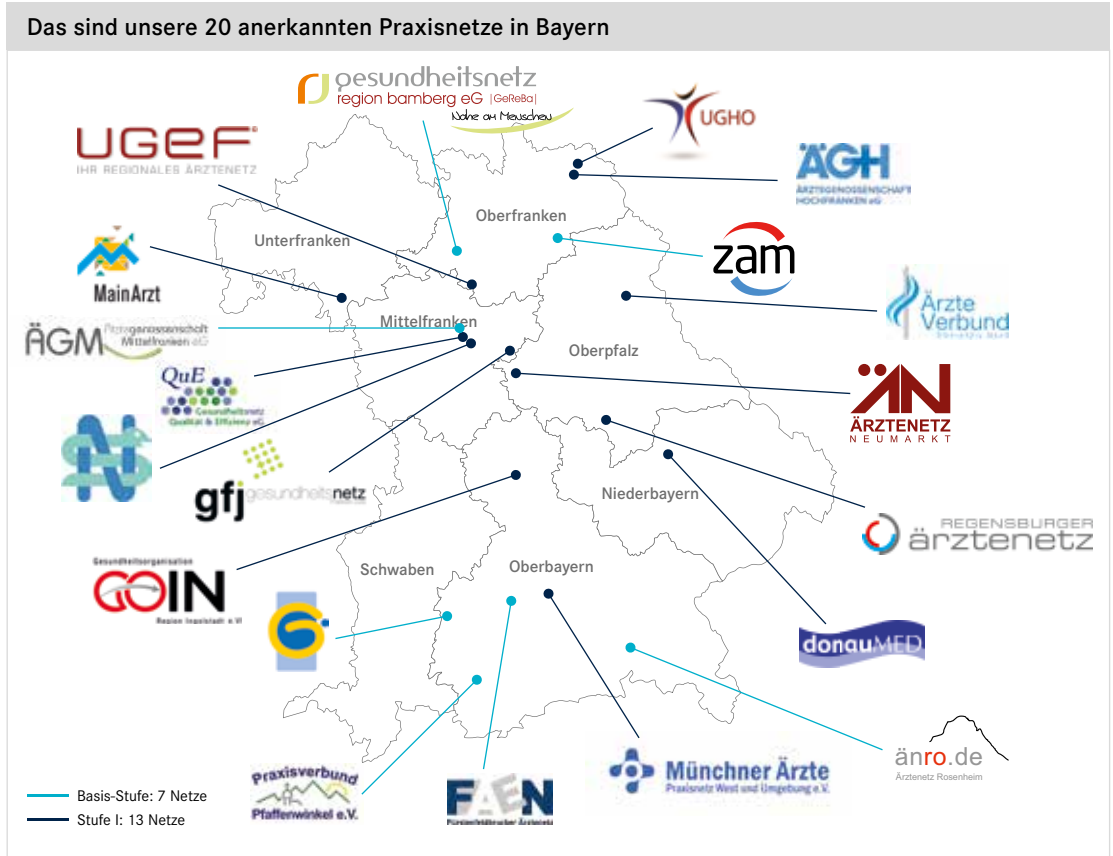 Das sind unsere 20 anerkannten Praxisnetze in Bayern
gesundheitsnetz
region bamberg eG |GeReBa|
Nahe am Menschen
UGHO
UGEF
IHR REGIONALES ÄRZTENETZ
ÄGH
ÄRZTEGENOSSENSCHAFT
HOCHFRANKEN eG
Oberfranken
Unterfranken
zam
MainArzt
Ärzte
Verbund
Mittelfranken
ÄGM Ärztegenossenschaft
Mittelfranken eG
Oberpfalz
QuE
Gesundheitsnetz
Qualität & Effizienz eG
ÄN
ÄRZTENETZ
NEUMARKT
N
gfj gesundheitsnetz
Niederbayern
REGENSBURGER
ärztenetz
Gesundheitsorganisation
GOIN
Region Ingolstadt e.V.
Schwaben
Oberbayern
donauMED
änro.de
Ärztenetz Rosenheim
Praxisverbund
Pfaffenwinkel e.V.
FAEN
Fürstenfeldbrucker Ärztenetz
Münchner Ärzte
Praxisnetz West und Umgebung e.V.
Basis-Stufe: 7 Netze
Stufe I: 13 Netze